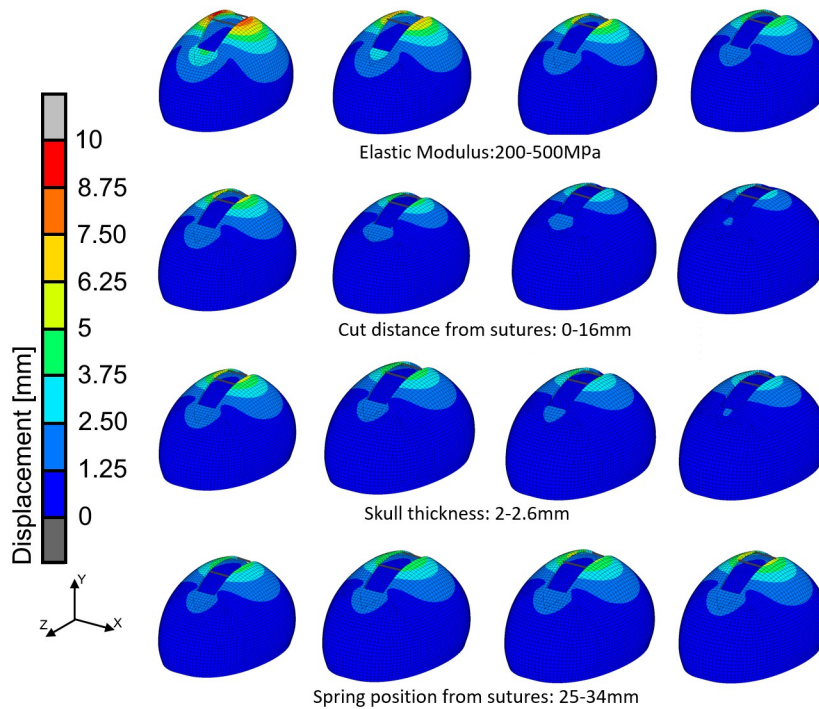 Elastic Modulus:200-500Mpa
Cut distance from sutures: 0-16mm
Skull thickness: 2-2.6mm
Spring position from sutures: 25-34mm
Displacement [mm]
10
8.75
7.50
6.25
5
3.75
2.50
1.25
0
Y
Z
X